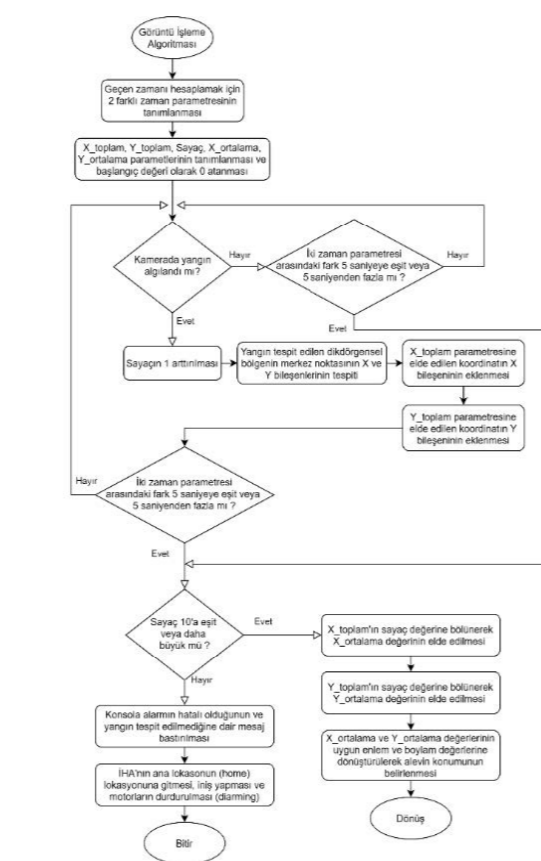 Görüntü İşleme
Algoritması
Geçen zamanı hesaplamak için
2 farklı zaman parametresinin
tanımlanması
X_toplam, Y_toplam, Sayaç, X_ortalama,
Y_ortalama parametlerinin tanımlanması ve
başlangıç değeri olarak 0 atanması
Kamerada yangın
algılandı mı ?
Hayır
İki zaman parametresi
arasındaki fark 5 saniyeye eşit veya
5 saniyenden fazla mı ?
Hayır
Evet
Evet
Sayaçın 1 arttırılması
Yangın tespit edilen dikdörgensel
bölgenin merkez noktasının X ve
Y bileşenlerinin tespiti
X_toplam parametresine
elde edilen koordinatın X
bileşeninin eklenmesi
Y_toplam parametresine
elde edilen koordinatın Y
bileşeninin eklenmesi
Hayır
İki zaman parametresi
arasındaki fark 5 saniyeye eşit veya
5 saniyenden fazla mı ?
Evet
Sayaç 10'a eşit
veya daha
büyük mü ?
Evet
Hayır
X_toplam'ın sayaç değerine bölünerek
X_ortalama değerinin elde edilmesi
Y_toplam'ın sayaç değerine bölünerek
Y_ortalama değerinin elde edilmesi
X_ortalama ve Y_ortalama değerlerinin
uygun enlem ve boylam değerlerine
dönüştürülerek alevin konumunun
belirlenmesi
Dönüş
Konsola alarmın hatalı olduğunun ve
yangın tespit edilmediğine dair mesaj
bastırılması
İHA'nın ana lokasonun (home)
lokasyonuna gitmesi, iniş yapması ve
motorların durdurulması (diarming)
Bitir